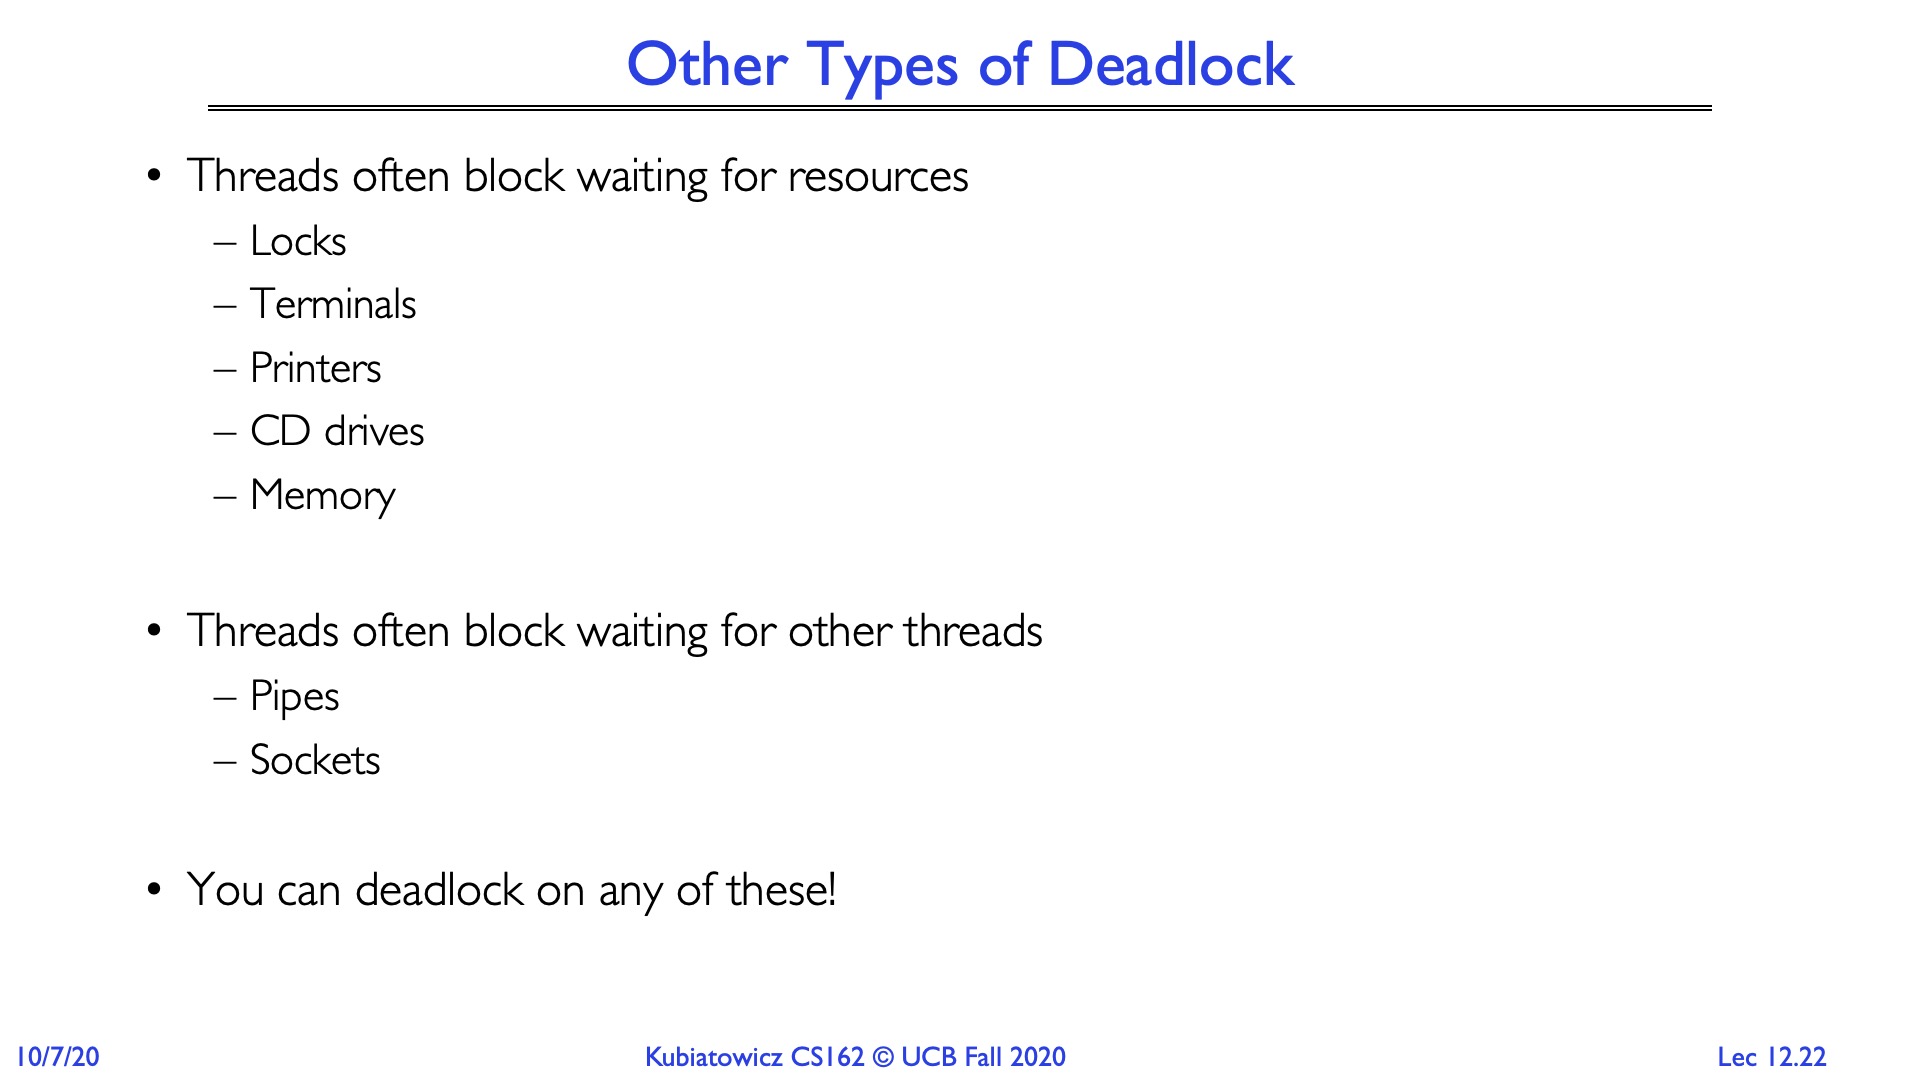 Other Types of Deadlock
• Threads often block waiting for resources
– Locks
– Terminals
– Printers
– CD drives
– Memory
• Threads often block waiting for other threads
– Pipes
– Sockets
• You can deadlock on any of these!
10/7/20
Kubiatowicz CS162 © UCB Fall 2020
Lec 12.22